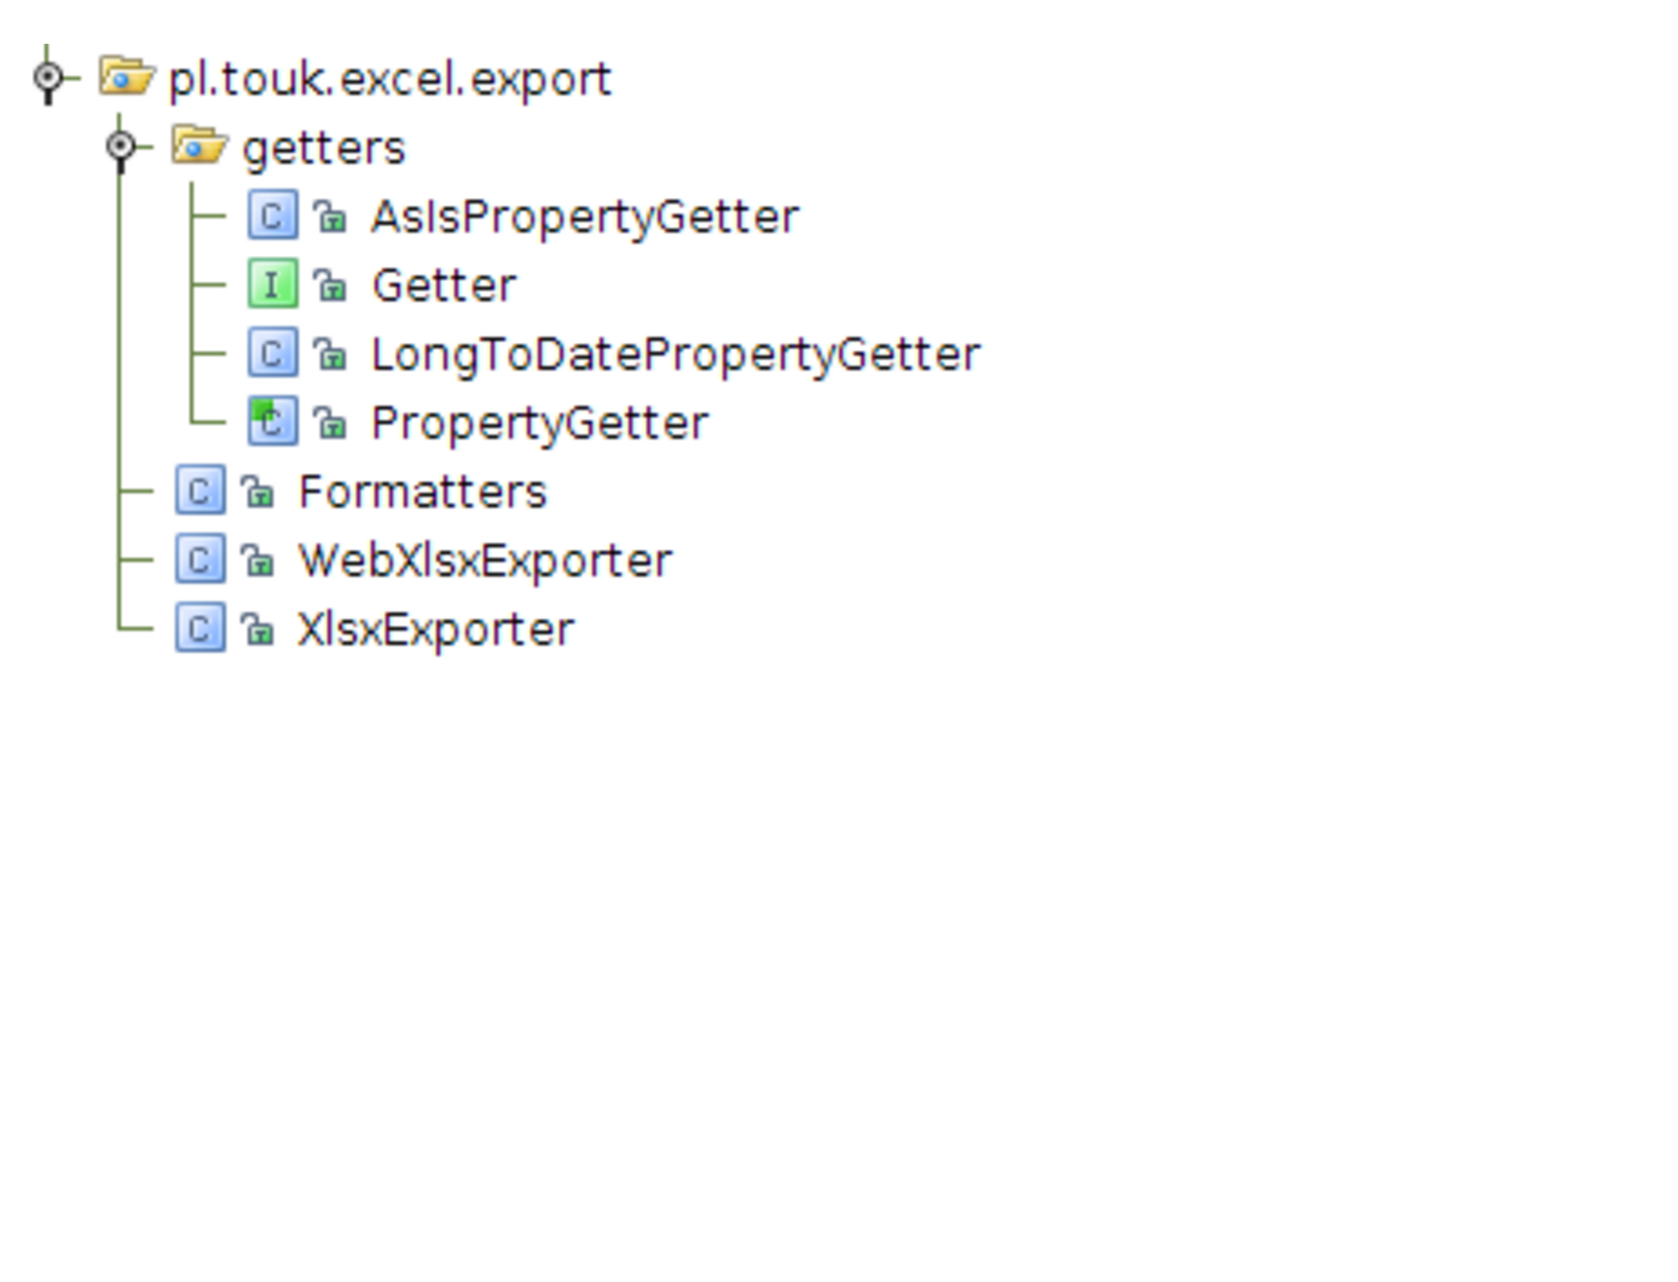 pl.touk.excel.export
getters
C AsIsPropertyGetter
I Getter
C LongToDatePropertyGetter
C PropertyGetter
C Formatters
C WebXlsxExporter
C XlsxExporter